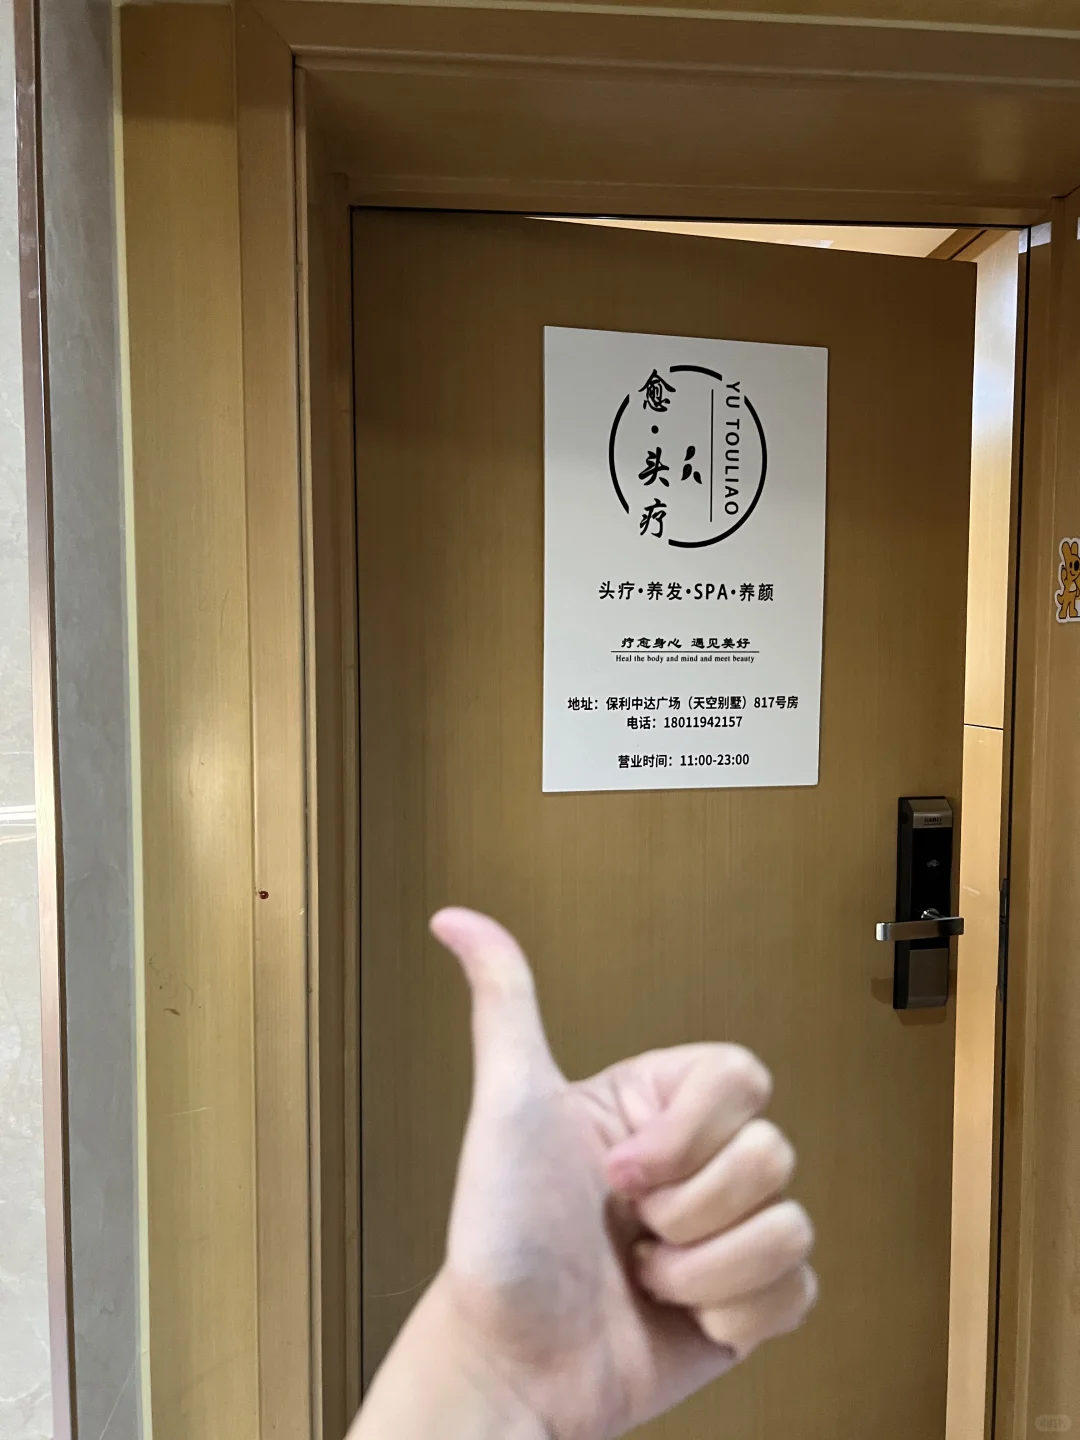 愈·头疗
YU TOULIAO
头疗·养发·SPA·养颜
疗愈身心 遇见美好
Heal the body and mind and meet beauty
地址：保利中达广场（天空别墅）817号房
电话：18011942157
营业时间：11:00-23:00